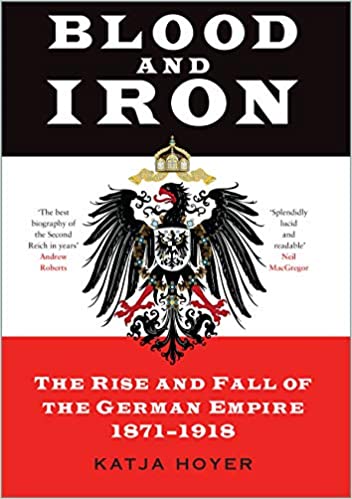 BLOOD
AND
IRON
'The best
biography of
the Second
Reich in years'
Andrew
Roberts
'Splendidly
lucid
and
readable'
Neil
MacGregor
THE RISE AND FALL OF
THE GERMAN EMPIRE
1871–1918
KATJA HOYER